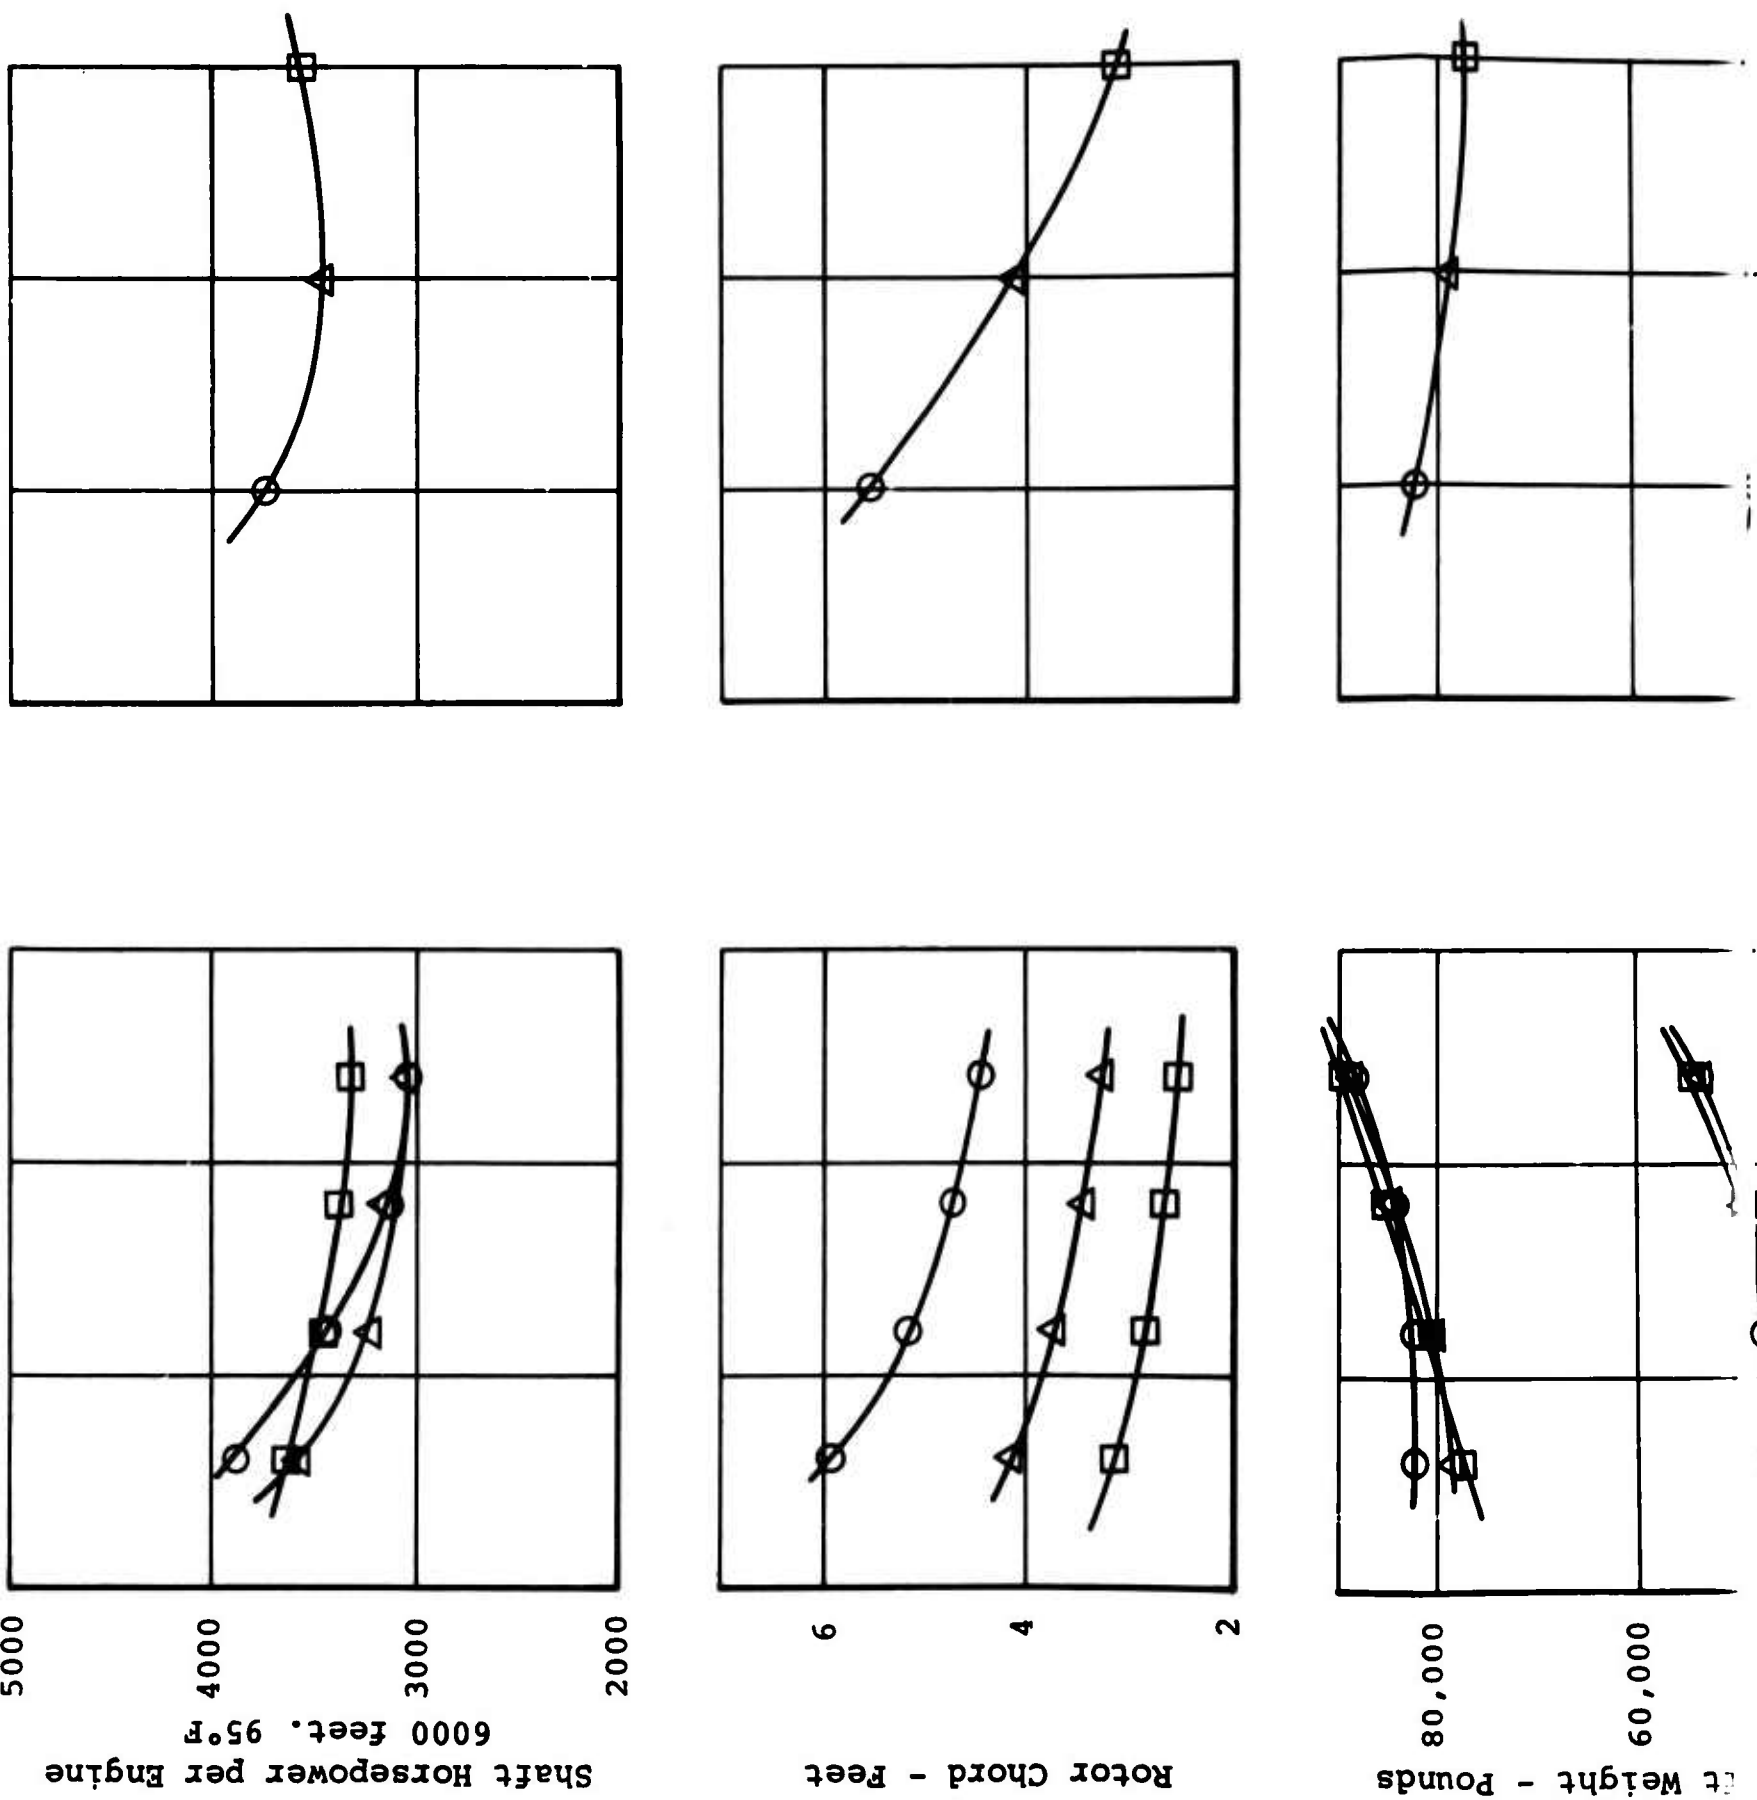 Shaft Horsepower per Engine
6000 feet. 95°F
5000
4000
3000
2000
Rotor Chord - Feet
6
4
2
Weight - Pounds
80,000
60,000